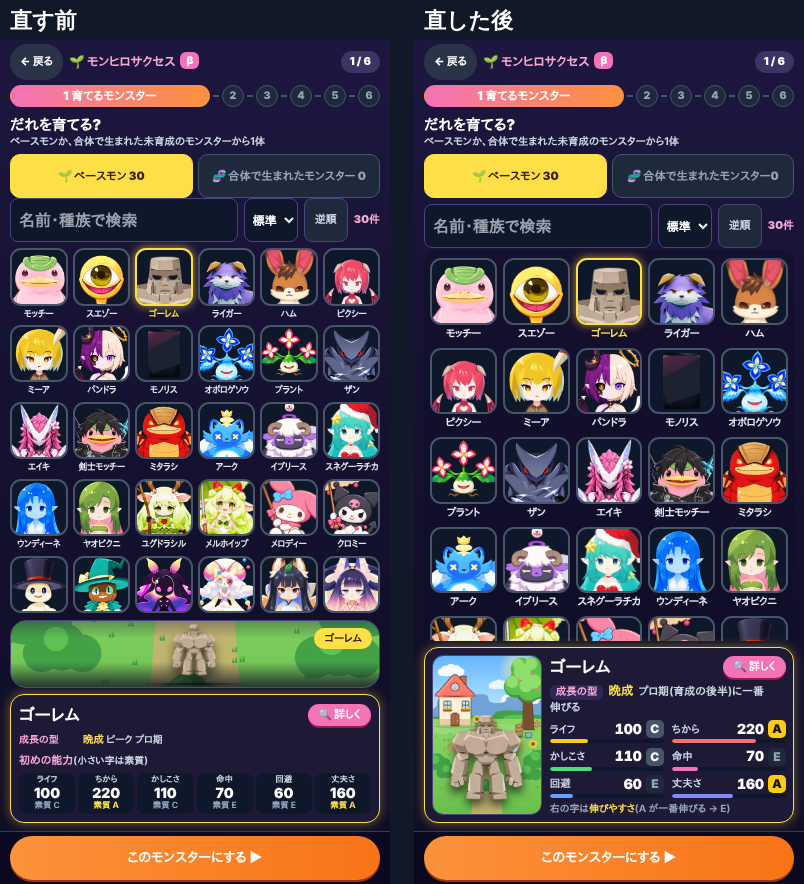 直す前
← 戻る 🌱 モンヒロサクセス β 1 / 6
1 育てるモンスター 2 3 4 5 6
だれを育てる?
ベースモンか、合体で生まれた未育成のモンスターから1体
🌱 ベースモン 30 🧬 合体で生まれたモンスター 0
名前・種族で検索 標準 逆順 30件
モッチー スエゾー ゴーレム ライガー ハム ピクシー
ミーア パンドラ モノリス オボロゲソウ プラント ザン
エイキ 剣士モッチー ミタラシ アーク イブリース スネグーラチカ
ウンディーネ ヤオビクニ ユグドラシル メルホイップ メロディー クロミー
ゴーレム
ゴーレム 🔍 詳しく
成長の型 晩成 ピーク プロ期
初めの能力(小さい字は素質)
ライフ ちから かしこさ 命中 回避 丈夫さ
100 220 110 70 60 160
素質 C 素質 A 素質 C 素質 E 素質 E 素質 A
このモンスターにする ▶
直した後
← 戻る 🌱 モンヒロサクセス β 1 / 6
1 育てるモンスター 2 3 4 5 6
だれを育てる?
ベースモンか、合体で生まれた未育成のモンスターから1体
🌱 ベースモン 30 🧬 合体で生まれたモンスター0
名前・種族で検索 標準 逆順 30件
モッチー スエゾー ゴーレム ライガー ハム
ピクシー ミーア パンドラ モノリス オボロゲソウ
プラント ザン エイキ 剣士モッチー ミタラシ
アーク イブリース スネグーラチカ ウンディーネ ヤオビクニ
ゴーレム 🔍 詳しく
成長の型 晩成 プロ期(育成の後半)に一番
伸びる
ライフ 100 C ちから 220 A
かしこさ 110 C 命中 70 E
回避 60 E 丈夫さ 160 A
右の字は伸びやすさ(A が一番伸びる → E)
このモンスターにする ▶